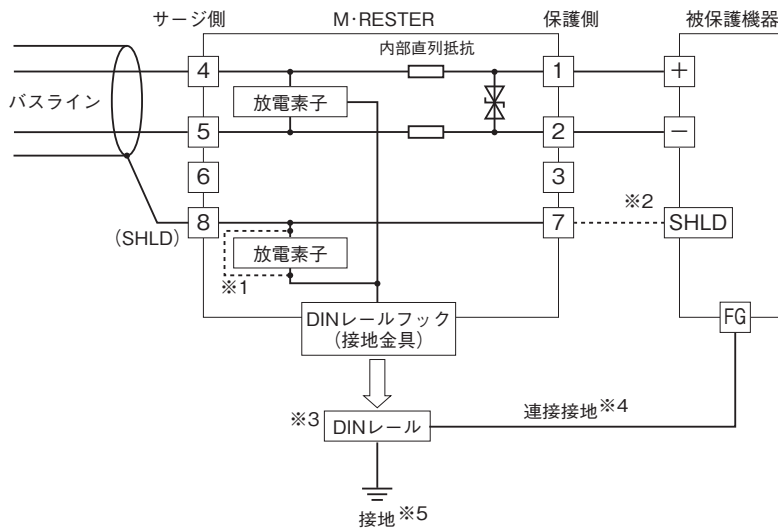 サージ側
M·RESTER
保護側
被保護機器
内部直列抵抗
バスライン
4
放電素子
1
+
5
2
−
6
3
(SHLD)
8
7
※2
SHLD
放電素子
※1
DINレールフック
(接地金具)
FG
※3
DINレール
連接接地※4
接地※5